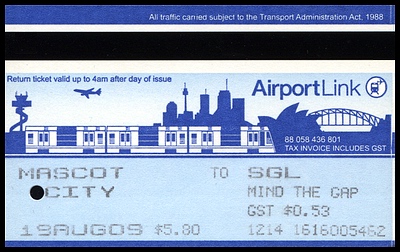 All traffic carried subject to the Transport Administration Act. 1988
Return ticket valid up to 4am after day of issue
AirportLink
88 058 436 801
TAX INVOICE INCLUDES GST
MASCOT TO SGL
CITY MIND THE GAP
GST $0.53
19AUG09 $5.80 1214 1616005462